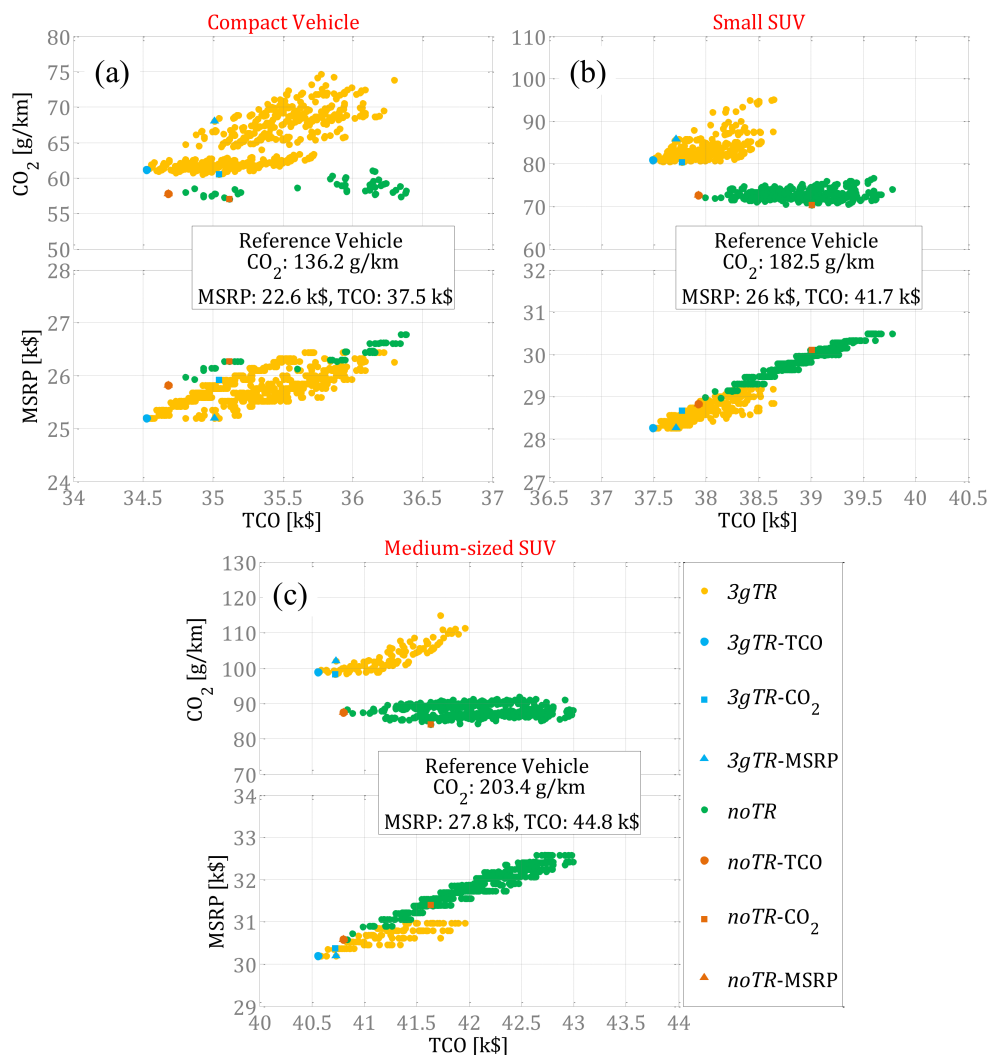 Compact Vehicle
(a)
CO2 [g/km]
80
70
65
60
55
50
Reference Vehicle
CO2: 136.2 g/km
MSRP: 22.6 k$, TCO: 37.5 k$
MSRP [k$]
28
27
26
25
24
34
34.5
35
35.5
36
36.5
37
TCO [k$]
Small SUV
(b)
110
100
90
80
70
60
Reference Vehicle
CO2: 182.5 g/km
MSRP: 26 k$, TCO: 41.7 k$
32
31
30
29
28
27
36.5
37
37.5
38
38.5
39
39.5
40
40.5
TCO [k$]
Medium-sized SUV
(c)
CO2 [g/km]
130
120
110
100
90
80
70
Reference Vehicle
CO2: 203.4 g/km
MSRP: 27.8 k$, TCO: 44.8 k$
MSRP [k$]
34
33
32
31
30
29
40
40.5
41
41.5
42
42.5
43
43.5
44
TCO [k$]
3gTR
3gTR-TCO
3gTR-CO2
3gTR-MSRP
noTR
noTR-TCO
noTR-CO2
noTR-MSRP